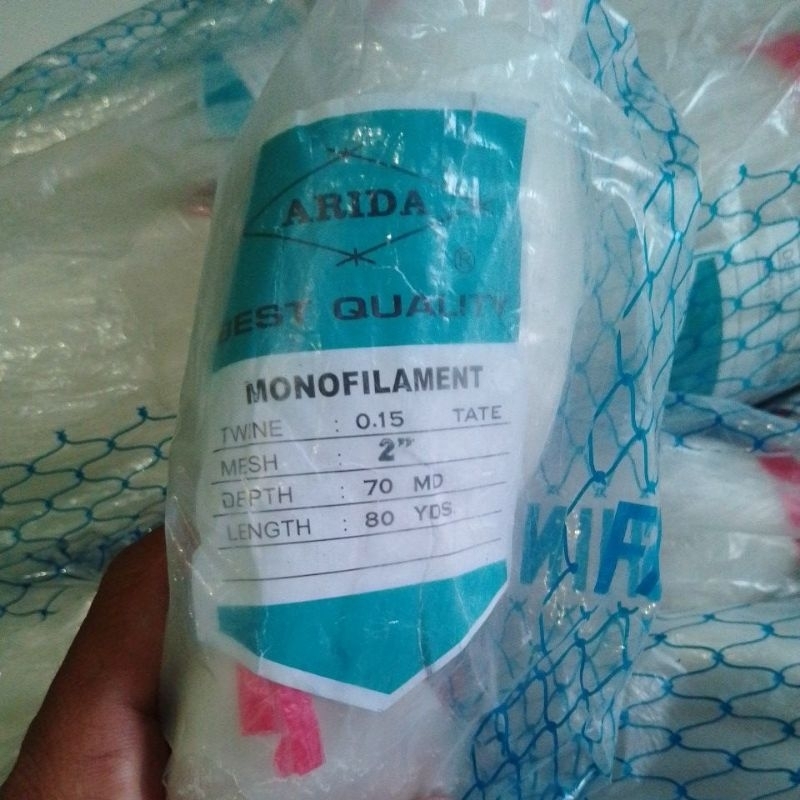 ARIDA
®
BEST QUALITY
MONOFILAMENT
TWINE : 0.15 TATE
MESH : 2"
DEPTH : 70 MD
LENGTH : 80 YDS.